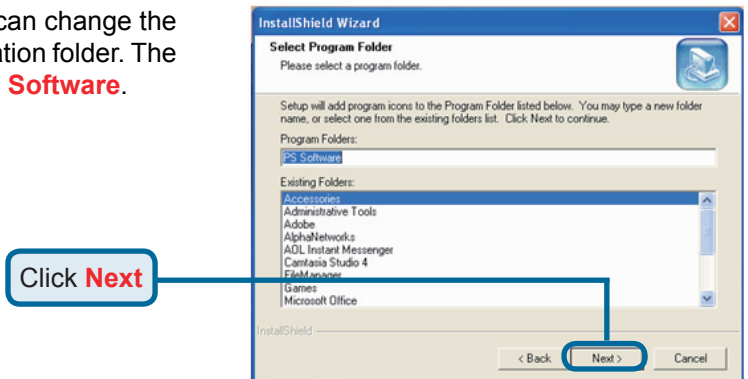 can change the
ation folder. The
Software.
InstallShield Wizard
Select Program Folder
Please select a program folder.
Setup will add program icons to the Program Folder listed below. You may type a new folder
name, or select one from the existing folders list. Click Next to continue.
Program Folders:
PS Software
Existing Folders:
Accessories
Administrative Tools
Adobe
AlphaNetworks
AOL Instant Messenger
Camtasia Studio 4
FileManager
Games
Microsoft Office
Click Next
InstallShield
< Back
Next >
Cancel